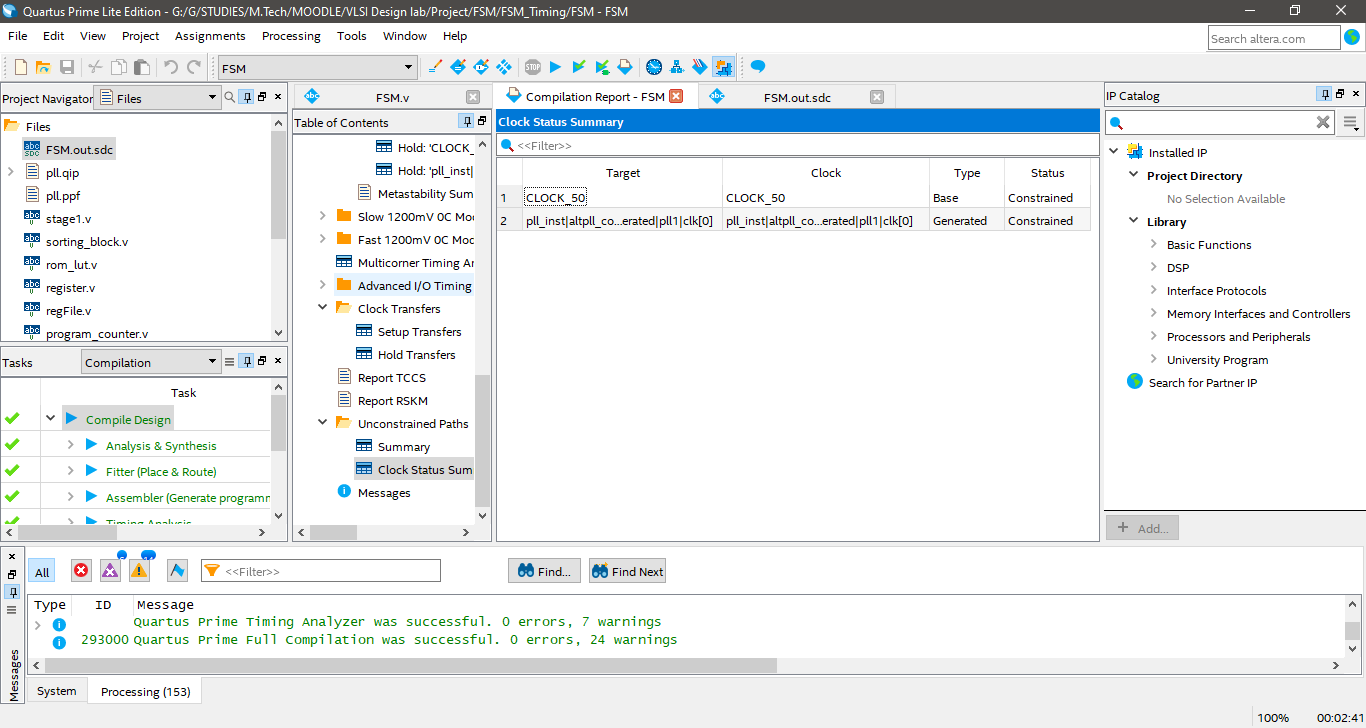 Quartus Prime Lite Edition - G:/G/STUDIES/M.Tech/MOODLE/VLSI Design lab/Project/FSM/FSM_Timing/FSM - FSM
File Edit View Project Assignments Processing Tools Window Help
Search altera.com
FSM
STOP
Project Navigator Files
Files
FSM.out.sdc
pll.qip
pll.ppf
stage1.v
sorting_block.v
rom_lut.v
register.v
regFile.v
program_counter.v
Tasks Compilation
Task
Compile Design
Analysis & Synthesis
Fitter (Place & Route)
Assembler (Generate programm
Timing Analysis
FSM.v
Compilation Report - FSM
FSM.out.sdc
Table of Contents
Hold: 'CLOCK_
Hold: 'pll_inst|
Metastability Sum
Slow 1200mV 0C Mod
Fast 1200mV 0C Mod
Multicorner Timing An
Advanced I/O Timing
Clock Transfers
Setup Transfers
Hold Transfers
Report TCCS
Report RSKM
Unconstrained Paths
Summary
Clock Status Sum
Messages
Clock Status Summary
<<Filter>>
Target Clock Type Status
1 CLOCK_50 CLOCK_50 Base Constrained
2 pll_inst|altpll_co...erated|pll1|clk[0] pll_inst|altpll_co...erated|pll1|clk[0] Generated Constrained
IP Catalog
Installed IP
Project Directory
No Selection Available
Library
Basic Functions
DSP
Interface Protocols
Memory Interfaces and Controllers
Processors and Peripherals
University Program
Search for Partner IP
+ Add...
All <<Filter>> Find... Find Next
Type ID Message
Quartus Prime Timing Analyzer was successful. 0 errors, 7 warnings
293000 Quartus Prime Full Compilation was successful. 0 errors, 24 warnings
Messages
System Processing (153)
100% 00:02:41